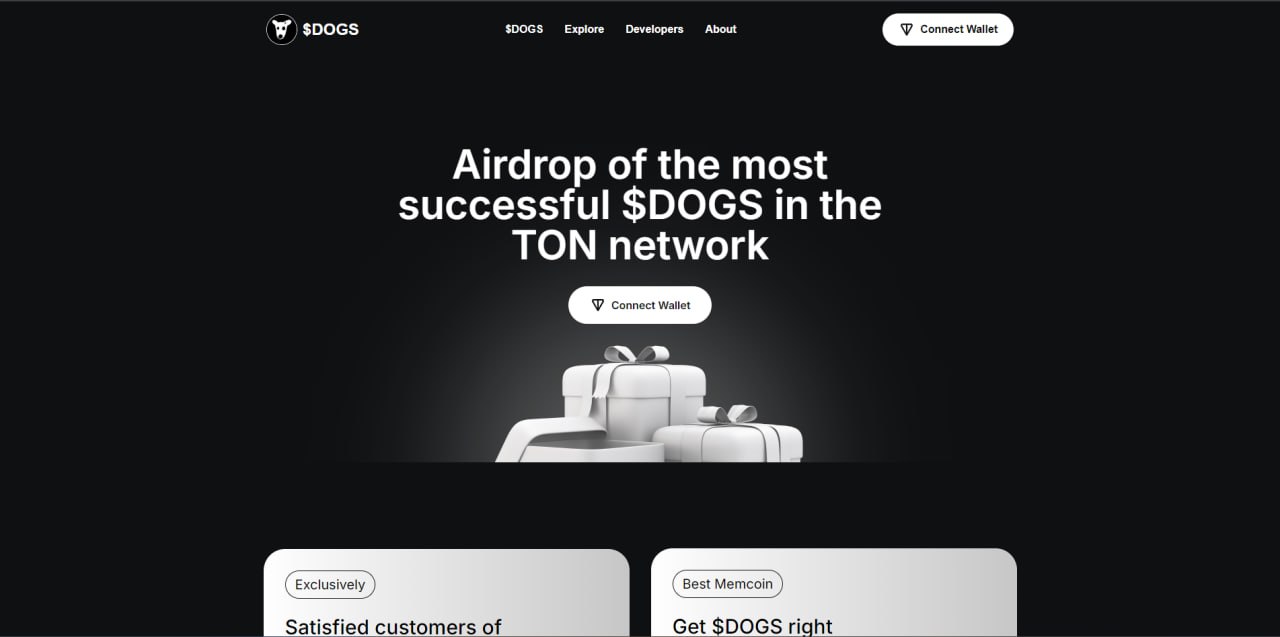 $DOGS
$DOGS Explore Developers About
Connect Wallet
Airdrop of the most
successful $DOGS in the
TON network
Connect Wallet
Exclusively
Satisfied customers of
Best Memcoin
Get $DOGS right